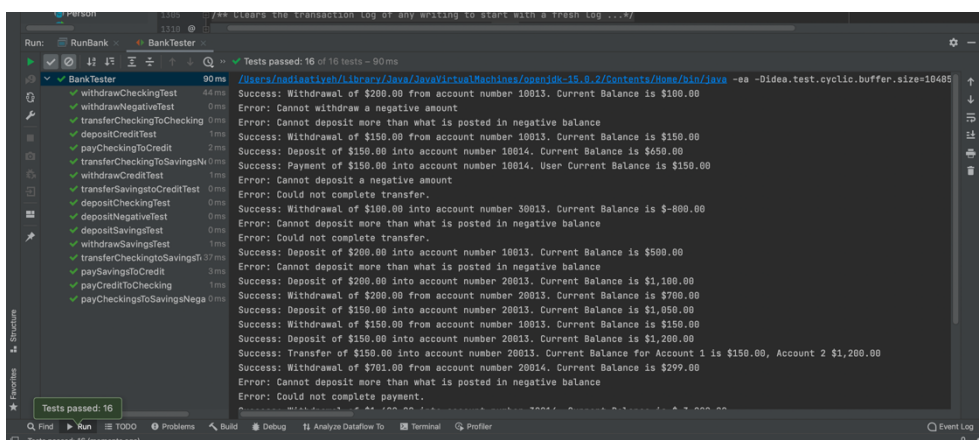 Person
1305 /** Clears the transaction log of any writing to start with a fresh log ...*/
1310 @
Run: RunBank × BankTester ×
Tests passed: 16 of 16 tests – 90 ms
BankTester 90 ms
withdrawCheckingTest 44 ms
withdrawNegativeTest 0 ms
transferCheckingToChecking 0 ms
depositCreditTest 1 ms
payCheckingToCredit 2 ms
transferCheckingToSavingsNe 0 ms
withdrawCreditTest 1 ms
transferSavingstoCreditTest 0 ms
depositCheckingTest 0 ms
depositNegativeTest 0 ms
depositSavingsTest 0 ms
withdrawSavingsTest 1 ms
transferCheckingtoSavingsTe 37 ms
paySavingsToCredit 3 ms
payCreditToChecking 1 ms
payCheckingsToSavingsNega 0 ms
/Users/nadiaatiyeh/Library/Java/JavaVirtualMachines/openjdk-15.0.2/Contents/Home/bin/java -ea -Didea.test.cyclic.buffer.size=10485
Success: Withdrawal of $200.00 from account number 10013. Current Balance is $100.00
Error: Cannot withdraw a negative amount
Error: Cannot deposit more than what is posted in negative balance
Success: Withdrawal of $150.00 from account number 10013. Current Balance is $150.00
Success: Deposit of $150.00 into account number 10014. Current Balance is $650.00
Success: Payment of $150.00 into account number 10014. User Current Balance is $150.00
Error: Cannot deposit a negative amount
Error: Could not complete transfer.
Success: Withdrawal of $100.00 into account number 30013. Current Balance is $-800.00
Error: Cannot deposit more than what is posted in negative balance
Error: Could not complete transfer.
Success: Deposit of $200.00 into account number 10013. Current Balance is $500.00
Error: Cannot deposit more than what is posted in negative balance
Success: Deposit of $200.00 into account number 20013. Current Balance is $1,100.00
Success: Withdrawal of $200.00 from account number 20013. Current Balance is $700.00
Success: Deposit of $150.00 into account number 20013. Current Balance is $1,050.00
Success: Withdrawal of $150.00 from account number 10013. Current Balance is $150.00
Success: Deposit of $150.00 into account number 20013. Current Balance is $1,200.00
Success: Transfer of $150.00 into account number 20013. Current Balance for Account 1 is $150.00, Account 2 $1,200.00
Success: Withdrawal of $701.00 from account number 20014. Current Balance is $299.00
Error: Cannot deposit more than what is posted in negative balance
Error: Could not complete payment.
Structure
Favorites
Tests passed: 16
Find Run TODO Problems Build Debug Analyze Dataflow To Terminal Profiler Event Log